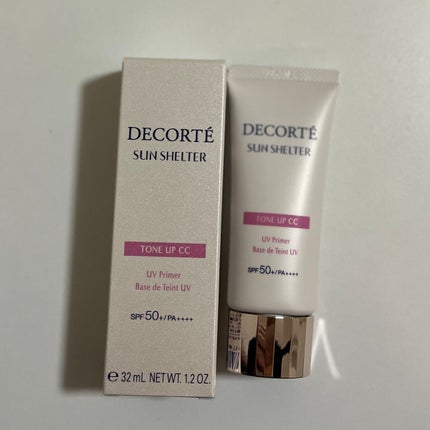 DECORTÉ
SUN SHELTER
TONE UP CC
UV Primer
Base de Teint UV
SPF50+/PA++++
℮ 32 mL NET WT. 1.2 OZ.
DECORTÉ
SUN SHELTER
TONE UP CC
UV Primer
Base de Teint UV
SPF50+/PA++++